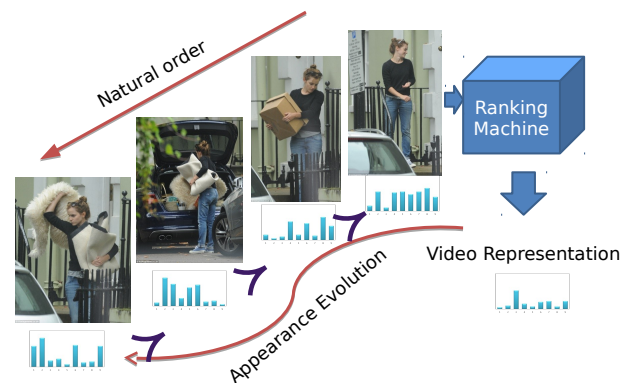 Natural order
Ranking
Machine
Video Representation
Appearance Evolution